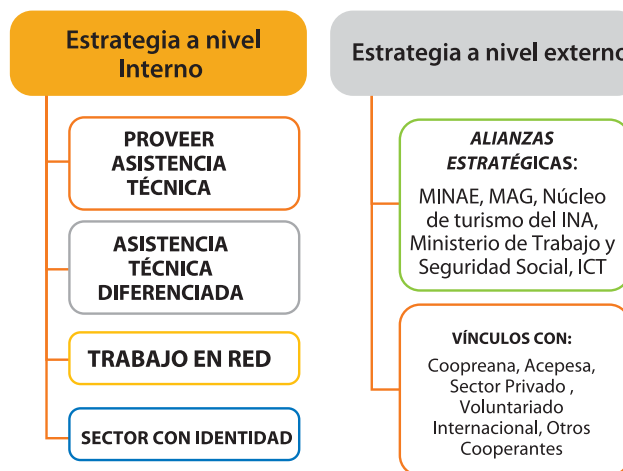 Estrategia a nivel
Interno
PROVEER
ASISTENCIA
TÉCNICA
ASISTENCIA
TÉCNICA
DIFERENCIADA
TRABAJO EN RED
SECTOR CON IDENTIDAD
Estrategia a nivel externo
ALIANZAS
ESTRATÉGICAS:
MINAE, MAG, Núcleo
de turismo del INA,
Ministerio de Trabajo y
Seguridad Social, ICT
VÍNCULOS CON:
Coopreana, Acepesa,
Sector Privado ,
Voluntariado
Internacional, Otros
Cooperantes